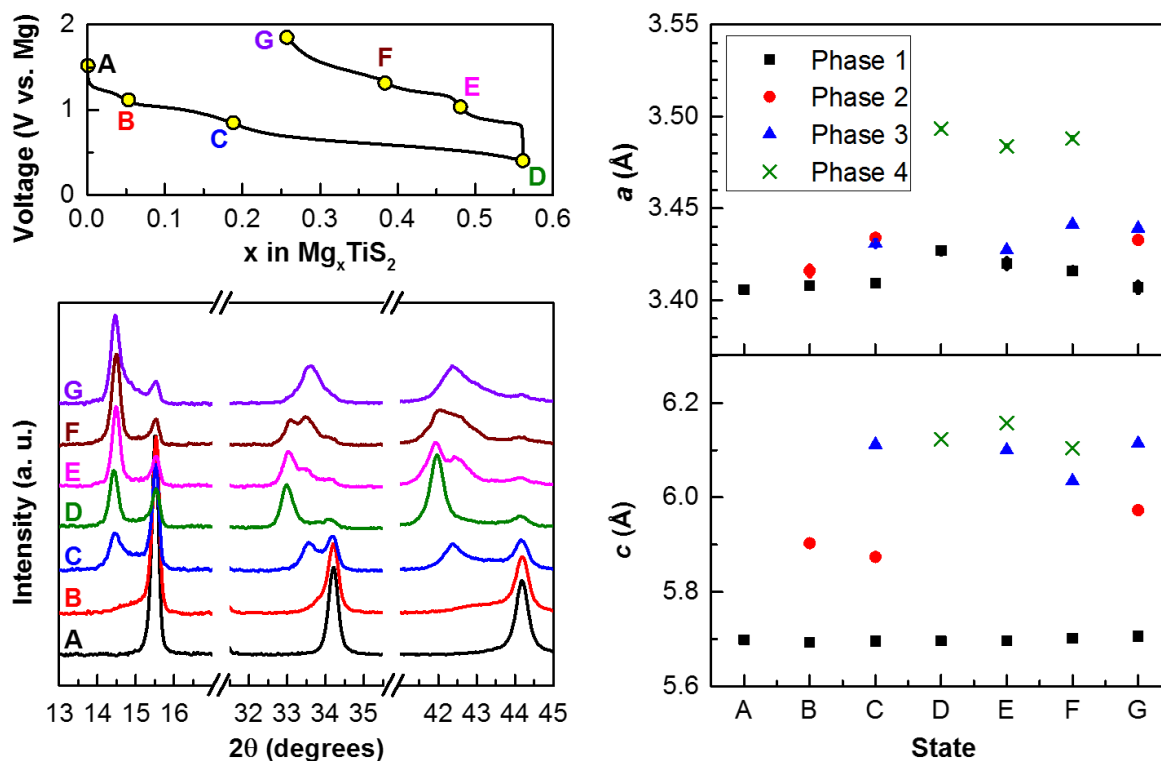 Voltage (V vs. Mg)
2
1
0
A
B
C
D
E
F
G
0.0 0.1 0.2 0.3 0.4 0.5 0.6
x in MgₓTiS₂
Intensity (a. u.)
G
F
E
D
C
B
A
13 14 15 16 32 33 34 42 43 44 45
2θ (degrees)
a (Å)
3.55
3.50
3.45
3.40
Phase 1
Phase 2
Phase 3
Phase 4
c (Å)
6.2
6.0
5.8
5.6
A B C D E F G
State